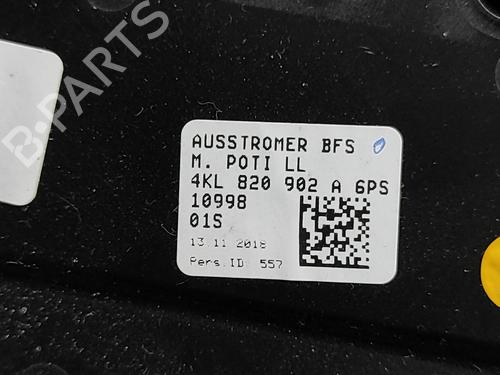 B-PARTS
AUSSTROMER BFS
M. POTI LL
4KL 820 902 A 6PS
10998
01S
13.11.2018
Pers.ID: 557